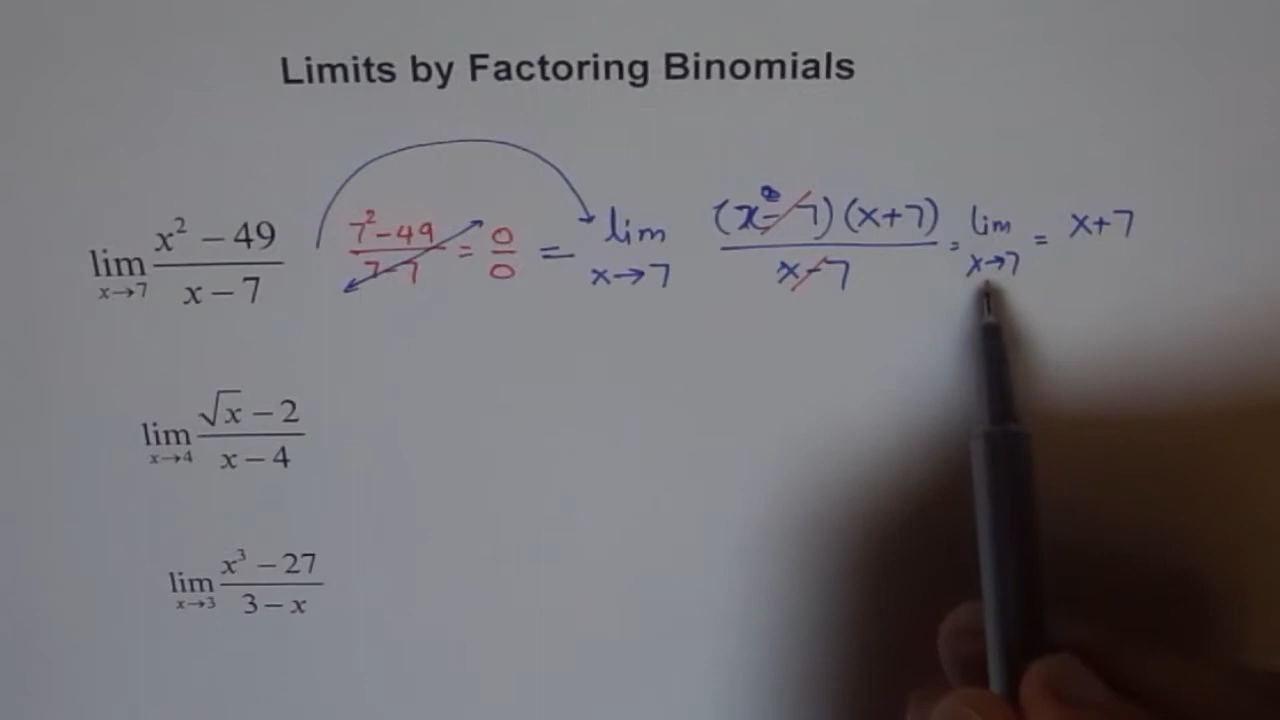 Limits by Factoring Binomials
lim x→7 (x² − 49)/(x − 7) (7² − 49)/(7 − 7) = 0/0 = lim x→7 (x − 7)(x + 7)/(x − 7) = lim x→7 = x + 7
lim x→4 (√x − 2)/(x − 4)
lim x→3 (x³ − 27)/(3 − x)